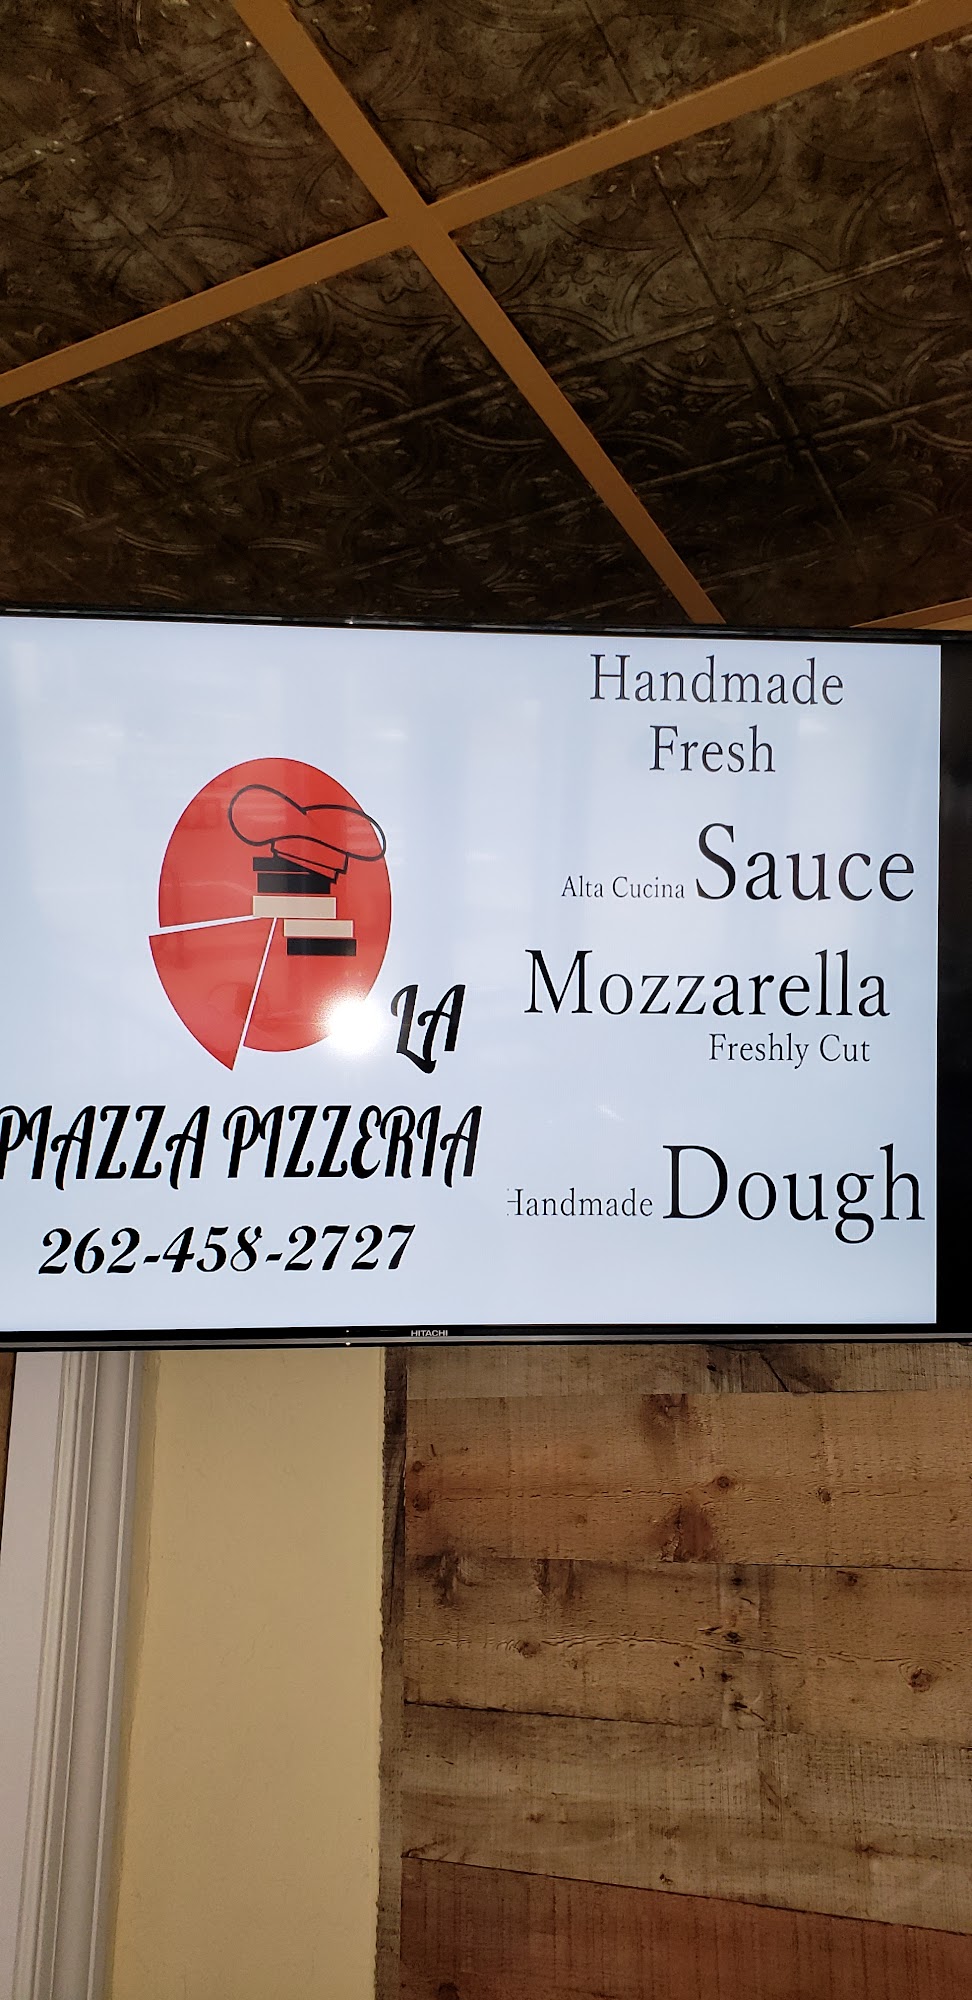 LA
PIAZZA PIZZERIA
262-458-2727
Handmade
Fresh
Alta Cucina Sauce
Mozzarella
Freshly Cut
Handmade Dough
HITACHI